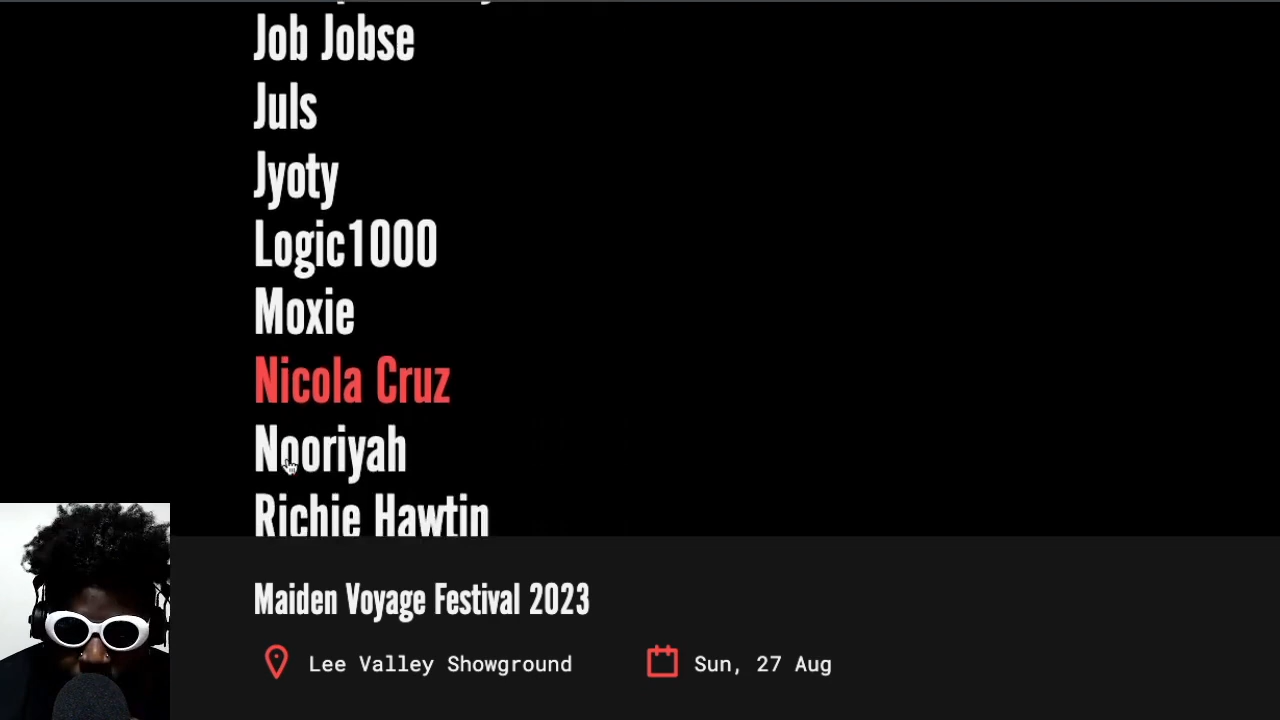 Job Jobse
Juls
Jyoty
Logic1000
Moxie
Nicola Cruz
Nooriyah
Richie Hawtin
Maiden Voyage Festival 2023
Lee Valley Showground
Sun, 27 Aug